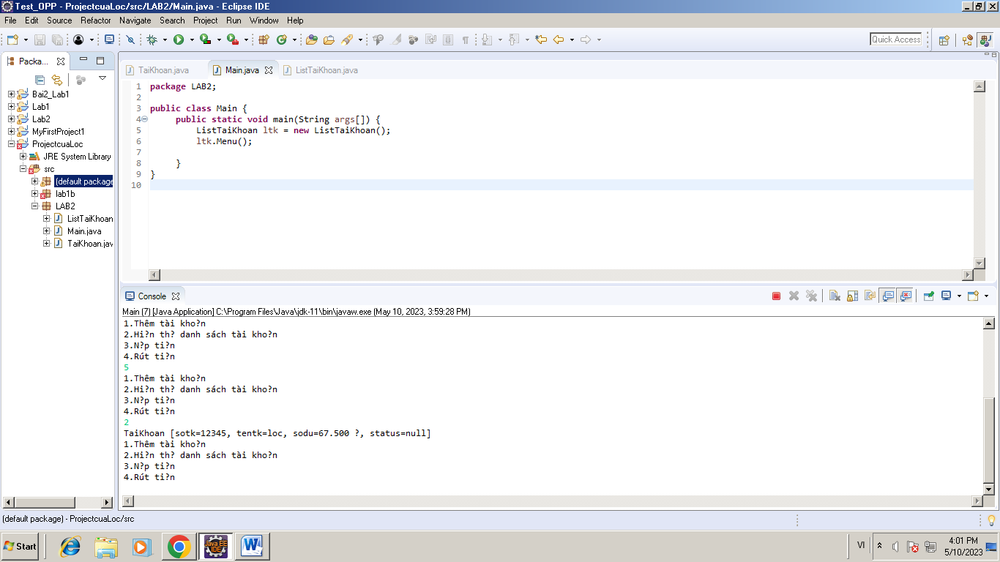 Test_OPP - ProjectcuaLoc/src/LAB2/Main.java - Eclipse IDE
File Edit Source Refactor Navigate Search Project Run Window Help
Quick Access
Packa...
TaiKhoan.java Main.java ListTaiKhoan.java
Bai2_Lab1
Lab1
Lab2
MyFirstProject1
ProjectcuaLoc
JRE System Library
src
(default package
lab1b
LAB2
ListTaiKhoan
Main.java
TaiKhoan.jav
1 package LAB2;
2
3 public class Main {
4 public static void main(String args[]) {
5 ListTaiKhoan ltk = new ListTaiKhoan();
6 ltk.Menu();
7
8 }
9 }
10
Console
Main (7) [Java Application] C:\Program Files\Java\jdk-11\bin\javaw.exe (May 10, 2023, 3:59:28 PM)
1.Thêm tài kho?n
2.Hi?n th? danh sách tài kho?n
3.N?p ti?n
4.Rút ti?n
5
1.Thêm tài kho?n
2.Hi?n th? danh sách tài kho?n
3.N?p ti?n
4.Rút ti?n
2
TaiKhoan [sotk=12345, tentk=loc, sodu=67.500 ?, status=null]
1.Thêm tài kho?n
2.Hi?n th? danh sách tài kho?n
3.N?p ti?n
4.Rút ti?n
(default package) - ProjectcuaLoc/src
Start
Java EE
IDE
VI
4:01 PM
5/10/2023